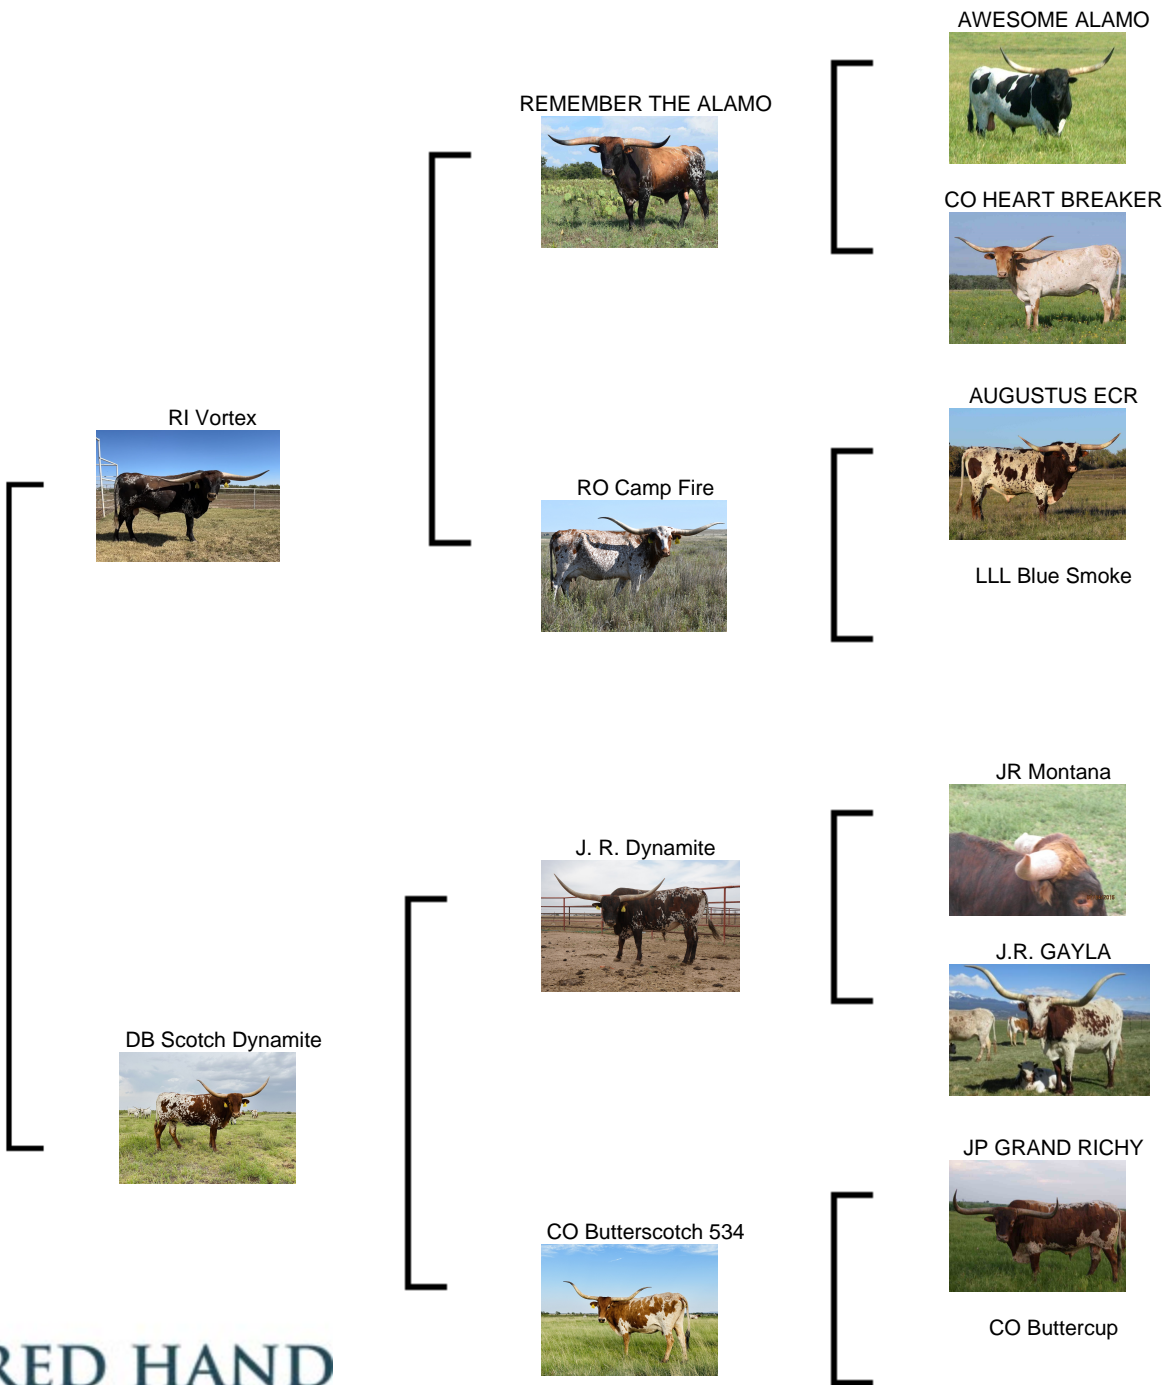 AWESOME ALAMO
REMEMBER THE ALAMO
CO HEART BREAKER
AUGUSTUS ECR
RI Vortex
RO Camp Fire
LLL Blue Smoke
JR Montana
J. R. Dynamite
J.R. GAYLA
DB Scotch Dynamite
JP GRAND RICHY
CO Butterscotch 534
CO Buttercup
RED HAND